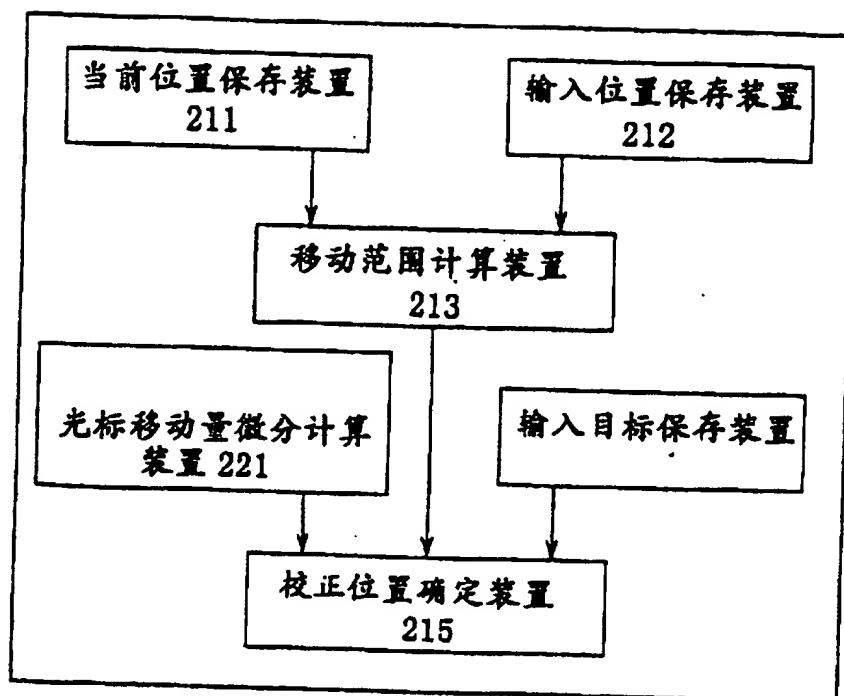 当前位置保存装置
211
输入位置保存装置
212
移动范围计算装置
213
光标移动量微分计算
装置 221
输入目标保存装置
校正位置确定装置
215